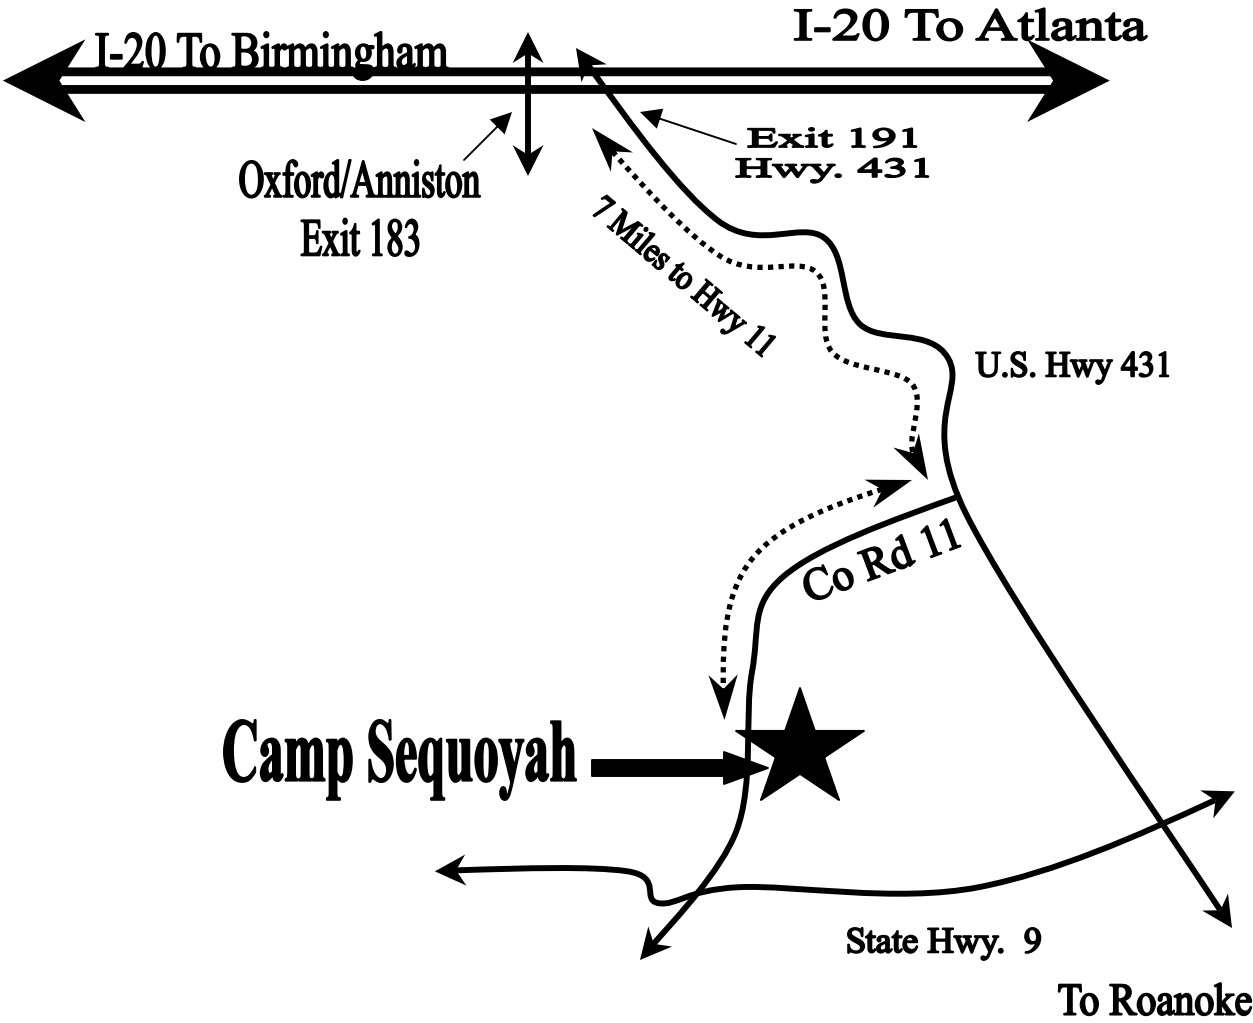 I-20 To Atlanta
I-20 To Birmingham
Exit 191
Hwy. 431
Oxford/Anniston
Exit 183
7 Miles to Hwy 11
U.S. Hwy 431
Co Rd 11
Camp Sequoyah
State Hwy.  9
To Roanoke